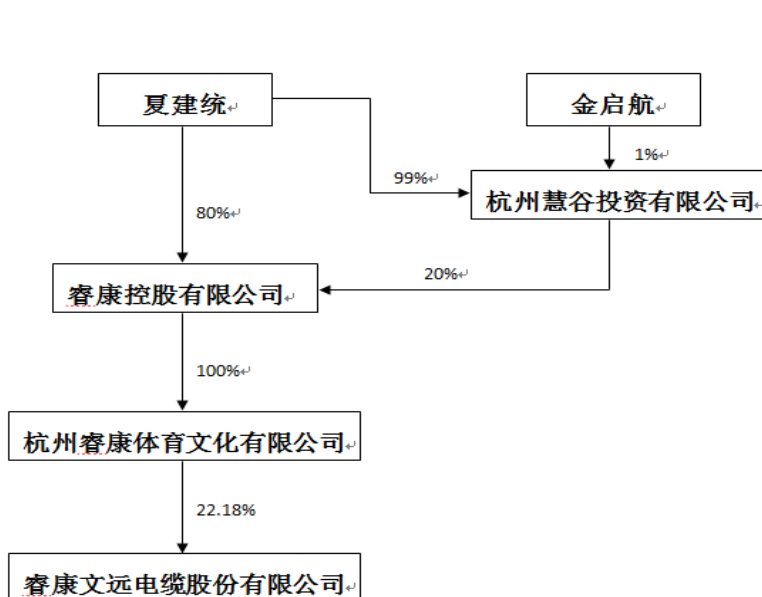 夏建统
金启航
1%
99%
杭州慧谷投资有限公司
80%
20%
睿康控股有限公司
100%
杭州睿康体育文化有限公司
22.18%
睿康文远电缆股份有限公司